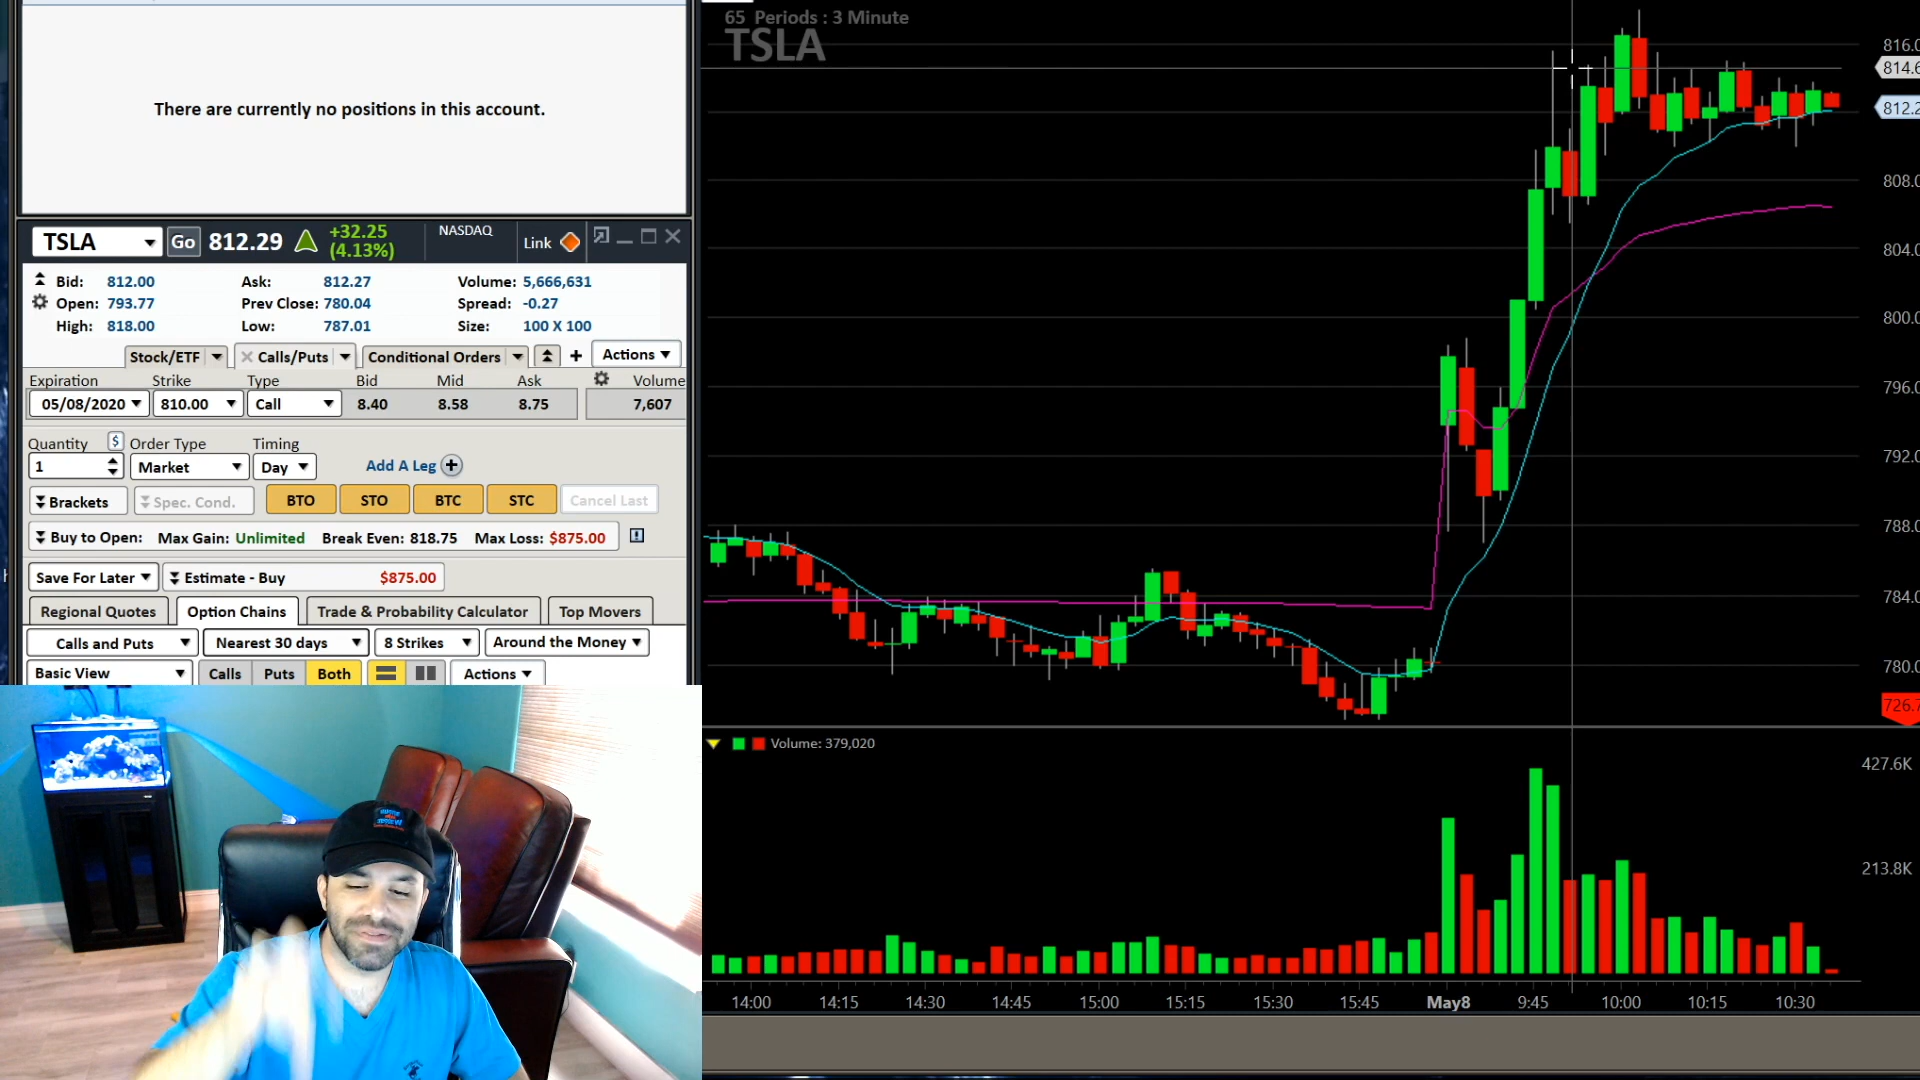 There are currently no positions in this account.
TSLA Go 812.29 +32.25 (4.13%) NASDAQ Link
Bid: 812.00 Ask: 812.27 Volume: 5,666,631
Open: 793.77 Prev Close: 780.04 Spread: -0.27
High: 818.00 Low: 787.01 Size: 100 X 100
Stock/ETF Calls/Puts Conditional Orders Actions
Expiration Strike Type Bid Mid Ask Volume
05/08/2020 810.00 Call 8.40 8.58 8.75 7,607
Quantity $ Order Type Timing
1 Market Day Add A Leg
Brackets Spec. Cond. BTO STO BTC STC Cancel Last
Buy to Open: Max Gain: Unlimited Break Even: 818.75 Max Loss: $875.00
Save For Later Estimate - Buy $875.00
Regional Quotes Option Chains Trade & Probability Calculator Top Movers
Calls and Puts Nearest 30 days 8 Strikes Around the Money
Basic View Calls Puts Both Actions
65 Periods : 3 Minute
TSLA
816.0
814.6
812.2
808.0
804.0
800.0
796.0
792.0
788.0
784.0
780.0
726.7
Volume: 379,020
427.6K
213.8K
14:00 14:15 14:30 14:45 15:00 15:15 15:30 15:45 May8 9:45 10:00 10:15 10:30